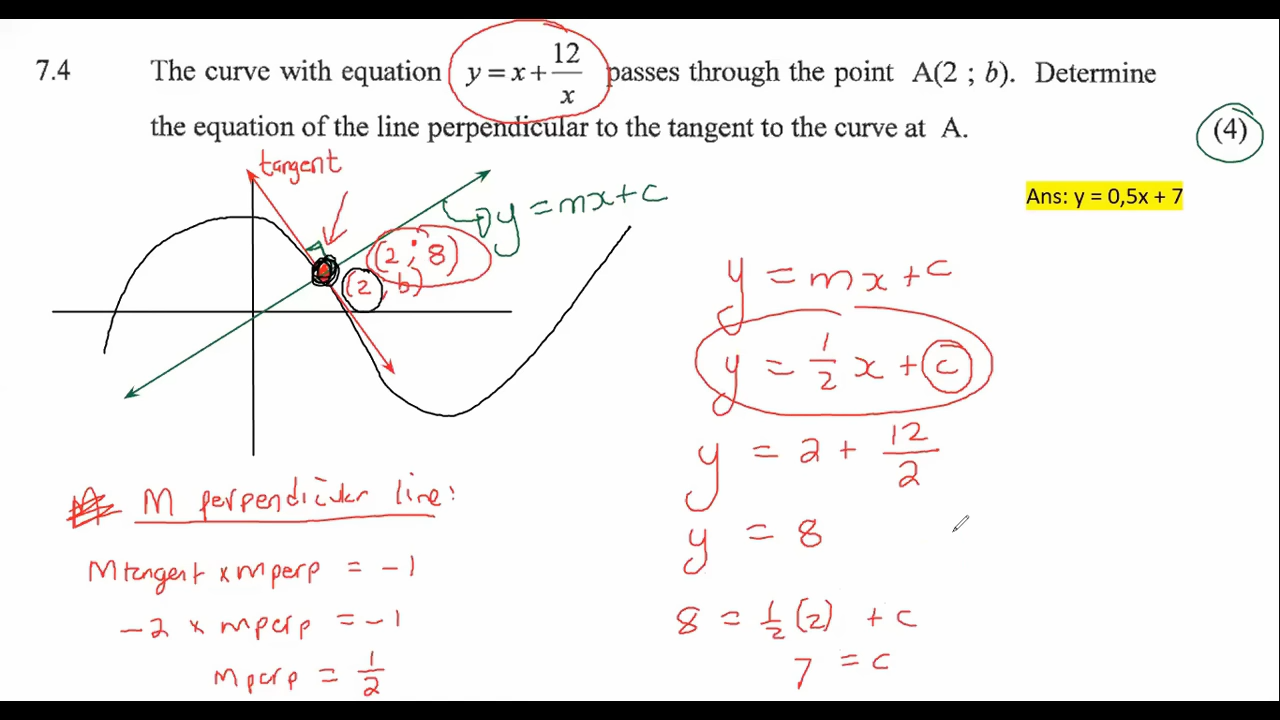 7.4 The curve with equation y = x + 12/x passes through the point A(2 ; b). Determine
the equation of the line perpendicular to the tangent to the curve at A.
(4)
tangent
Ans: y = 0,5x + 7
y = mx + c
(2 ; 8)
(2, b)
y = mx + c
y = 1/2 x + c
y = 2 + 12/2
y = 8
8 = 1/2 (2) + c
7 = c
M perpendicular line:
Mtangent x mperp = -1
-2 x mperp = -1
mperp = 1/2